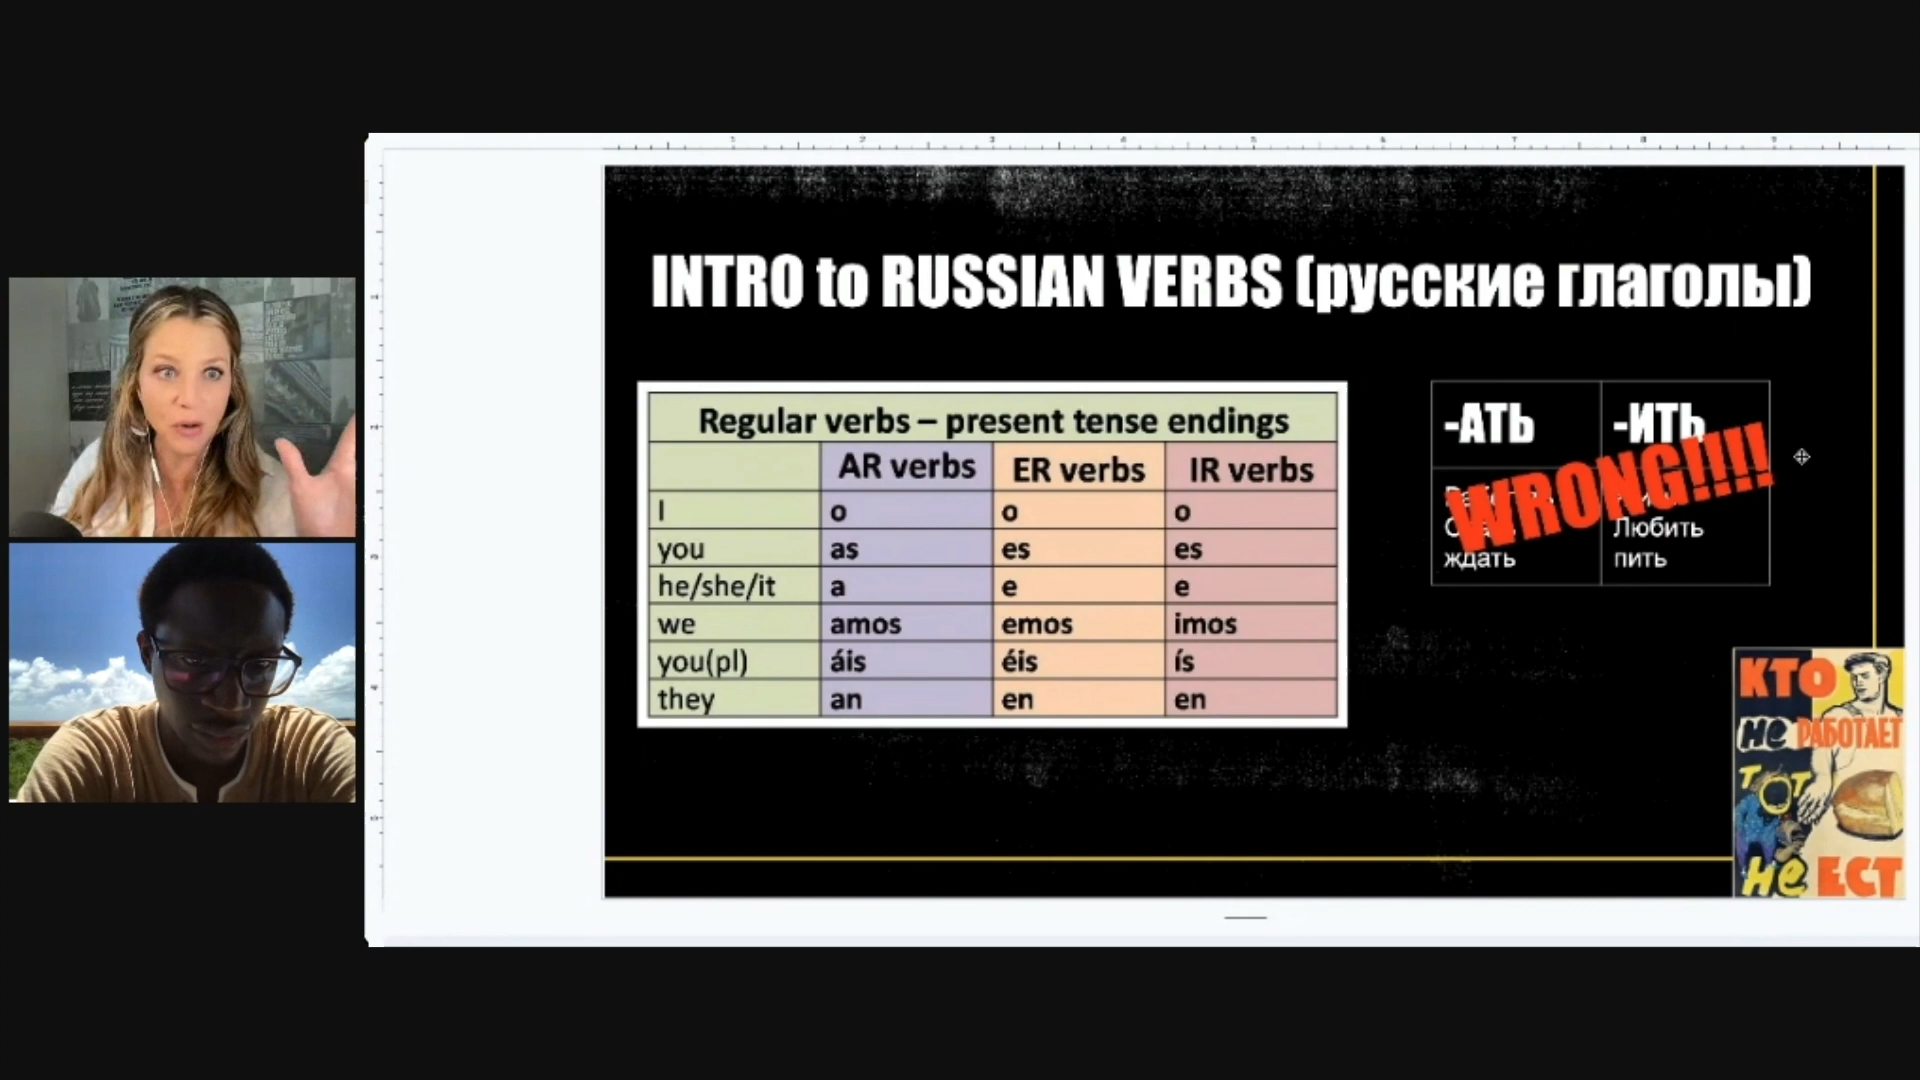 INTRO to RUSSIAN VERBS (русские глаголы)
Regular verbs – present tense endings
AR verbs ER verbs IR verbs
I o o o
you as es es
he/she/it a e e
we amos emos imos
you(pl) áis éis ís
they an en en
-АТЬ -ИТЬ
WRONG!!!!
Любить
ждать пить
КТО
НЕ РАБОТАЕТ
ТОТ
НЕ ЕСТ